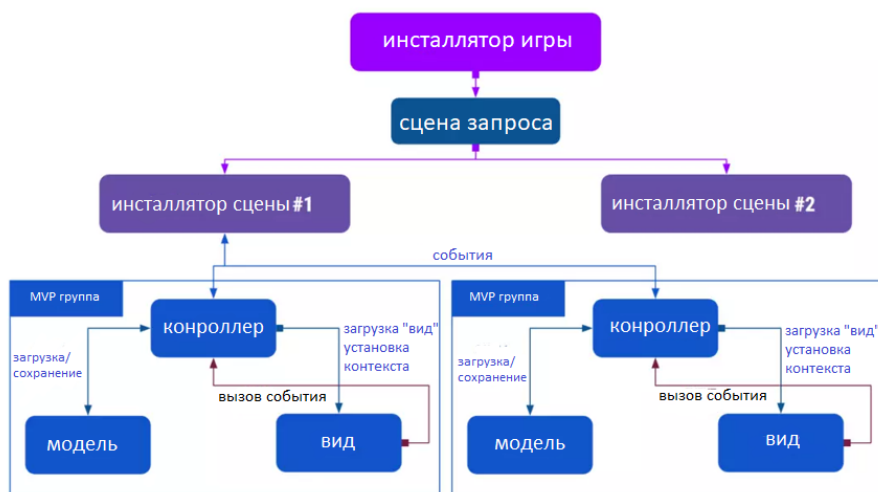 инсталлятор игры
сцена запроса
инсталлятор сцены #1
инсталлятор сцены #2
события
MVP группа
конроллер
загрузка "вид"
установка
контекста
загрузка/
сохранение
вызов события
модель
вид
MVP группа
конроллер
загрузка "вид"
установка
контекста
загрузка/
сохранение
вызов события
модель
вид